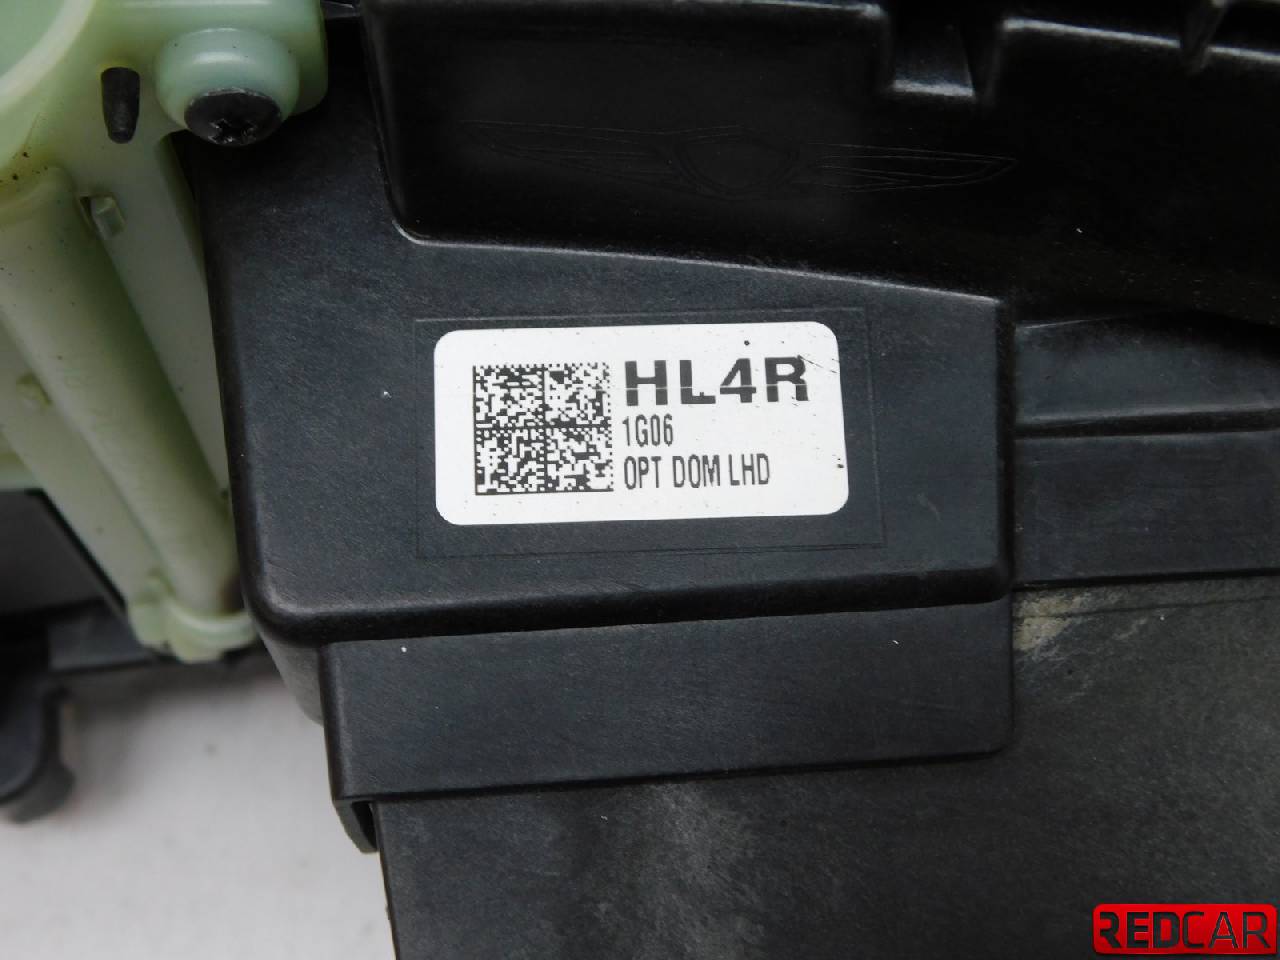 HL4R
1G06
OPT DOM LHD
REDCAR